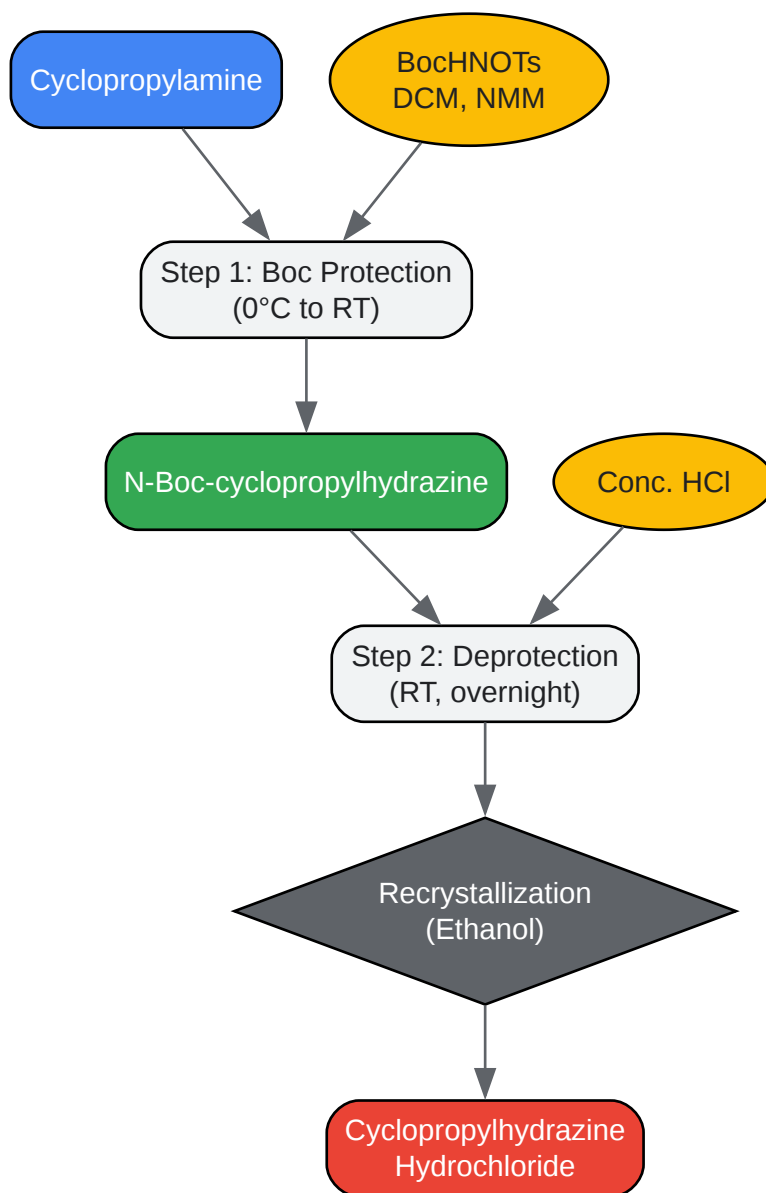 Cyclopropylamine
BocHNOTs
DCM, NMM
Step 1: Boc Protection
(0°C to RT)
N-Boc-cyclopropylhydrazine
Conc. HCl
Step 2: Deprotection
(RT, overnight)
Recrystallization
(Ethanol)
Cyclopropylhydrazine
Hydrochloride